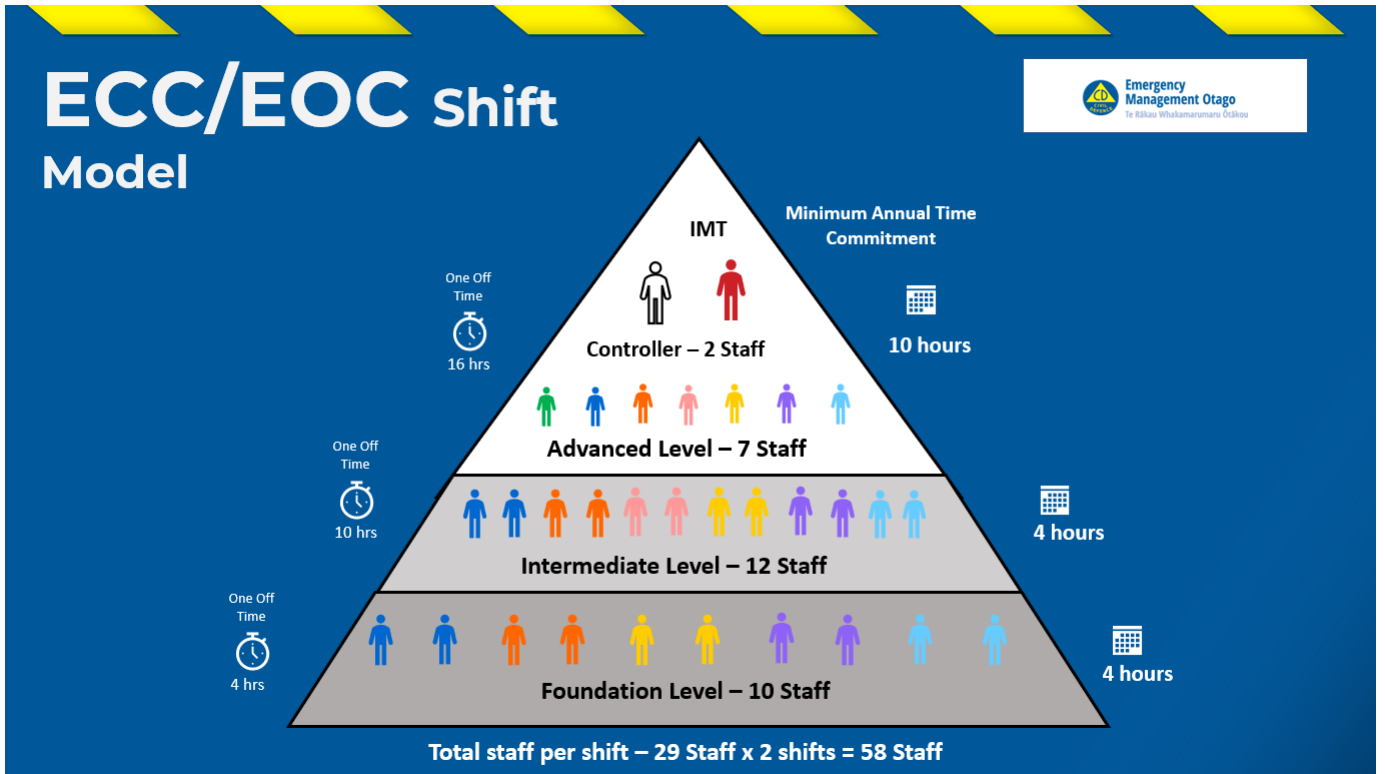 ECC/EOC Shift
Model
CD
CIVIL
DEFENCE
Emergency
Management Otago
Te Rākau Whakamarumaru Ōtākou
Minimum Annual Time
Commitment
IMT
One Off
Time
16 hrs
Controller – 2 Staff
10 hours
Advanced Level – 7 Staff
One Off
Time
10 hrs
Intermediate Level – 12 Staff
4 hours
One Off
Time
4 hrs
Foundation Level – 10 Staff
4 hours
Total staff per shift – 29 Staff x 2 shifts = 58 Staff